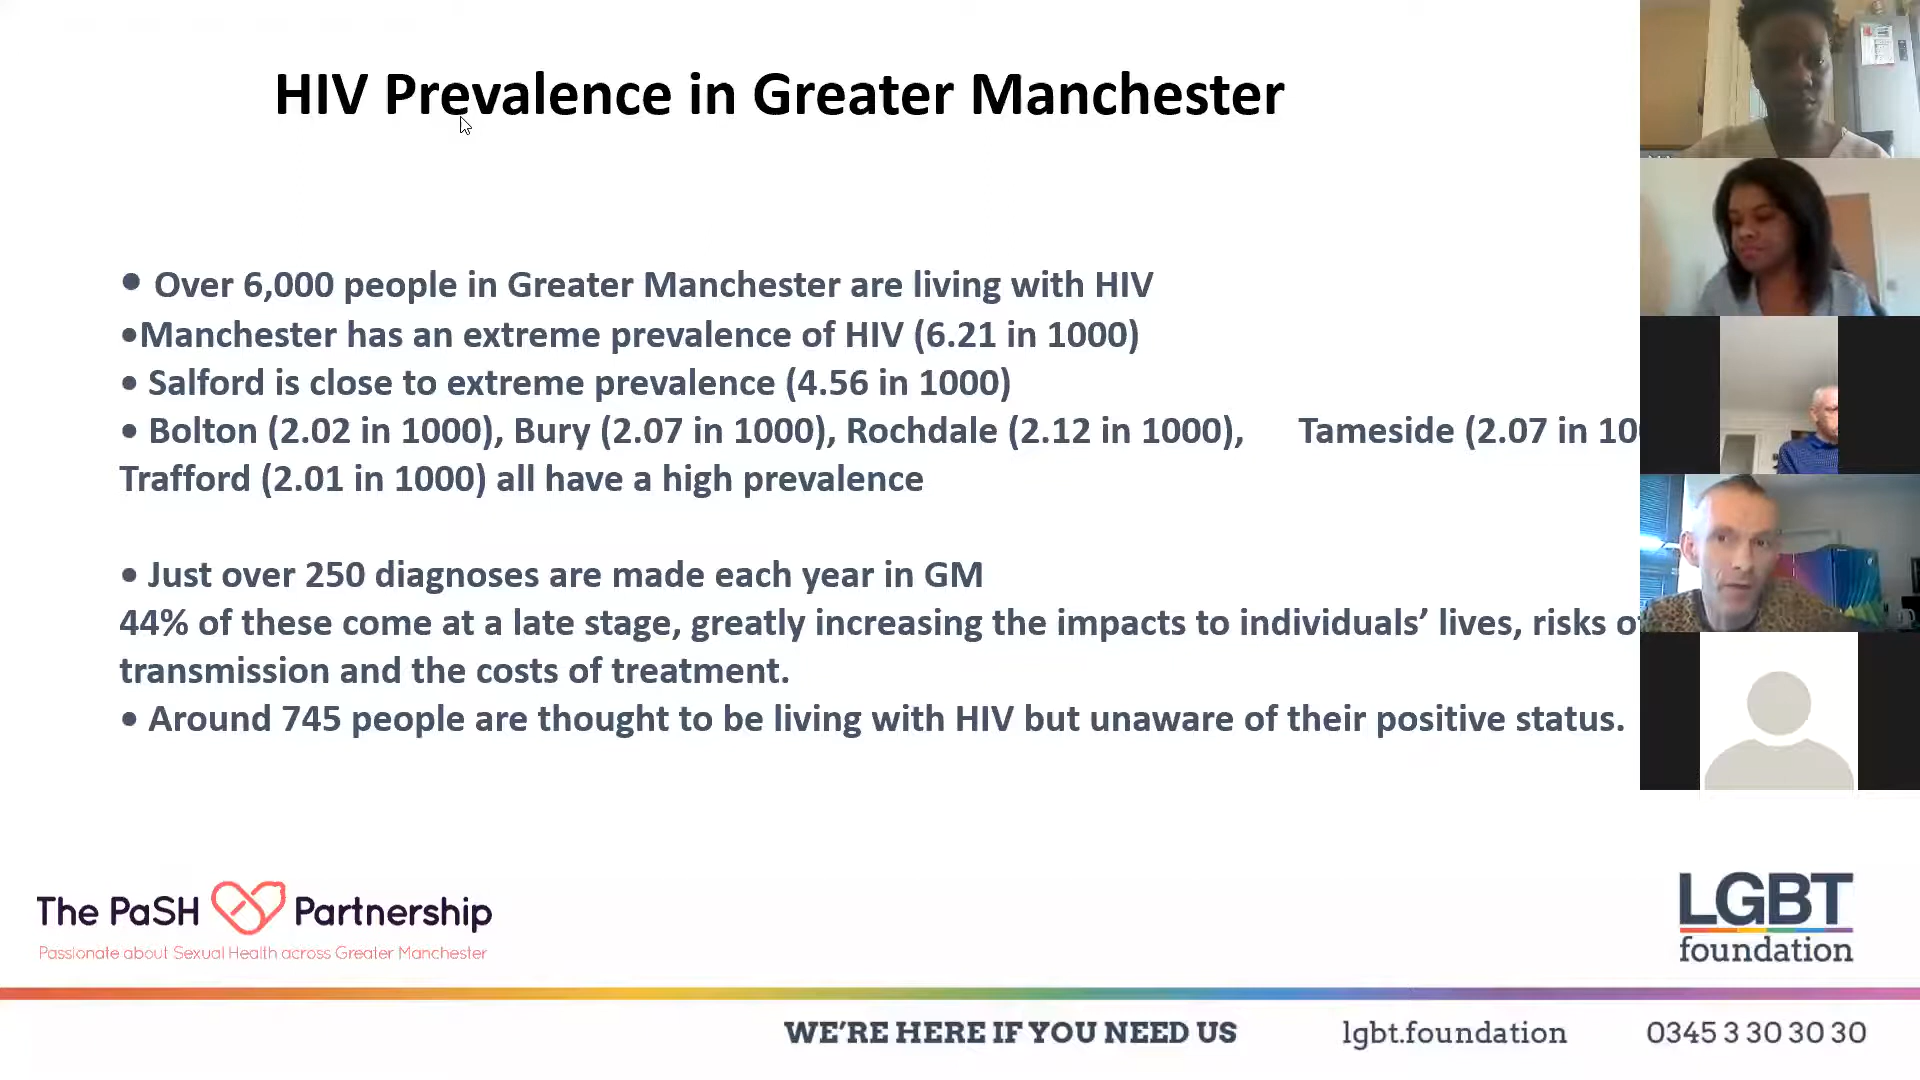 HIV Prevalence in Greater Manchester
• Over 6,000 people in Greater Manchester are living with HIV
•Manchester has an extreme prevalence of HIV (6.21 in 1000)
• Salford is close to extreme prevalence (4.56 in 1000)
• Bolton (2.02 in 1000), Bury (2.07 in 1000), Rochdale (2.12 in 1000), Tameside (2.07 in
Trafford (2.01 in 1000) all have a high prevalence
• Just over 250 diagnoses are made each year in GM
44% of these come at a late stage, greatly increasing the impacts to individuals’ lives, risks
transmission and the costs of treatment.
• Around 745 people are thought to be living with HIV but unaware of their positive status.
The PaSH Partnership
Passionate about Sexual Health across Greater Manchester
LGBT
foundation
WE’RE HERE IF YOU NEED US lgbt.foundation 0345 3 30 30 30